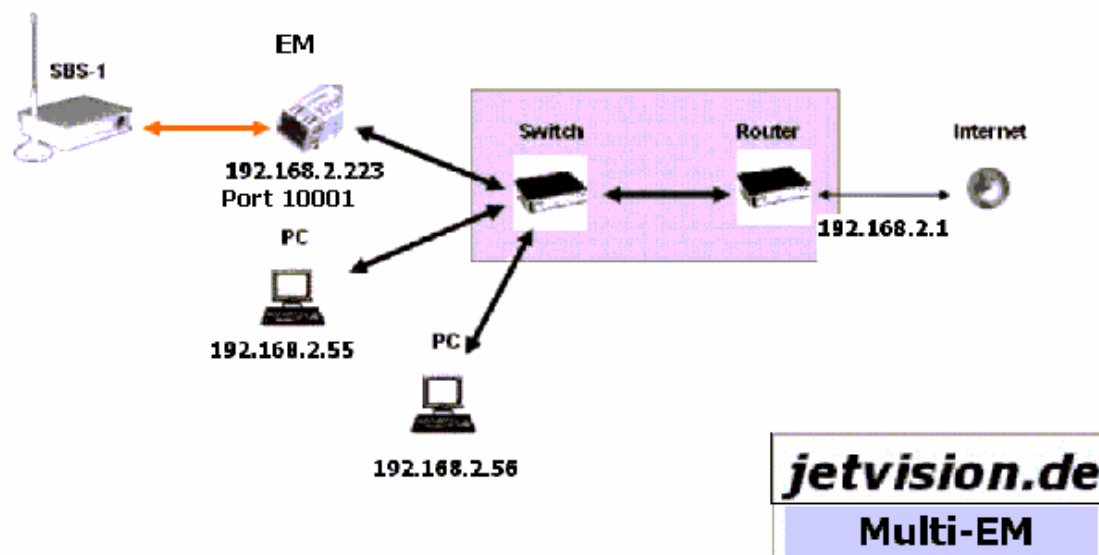 EM
SBS-1
Switch
Router
Internet
192.168.2.223
Port 10001
192.168.2.1
PC
192.168.2.55
PC
192.168.2.56
jetvision.de
Multi-EM